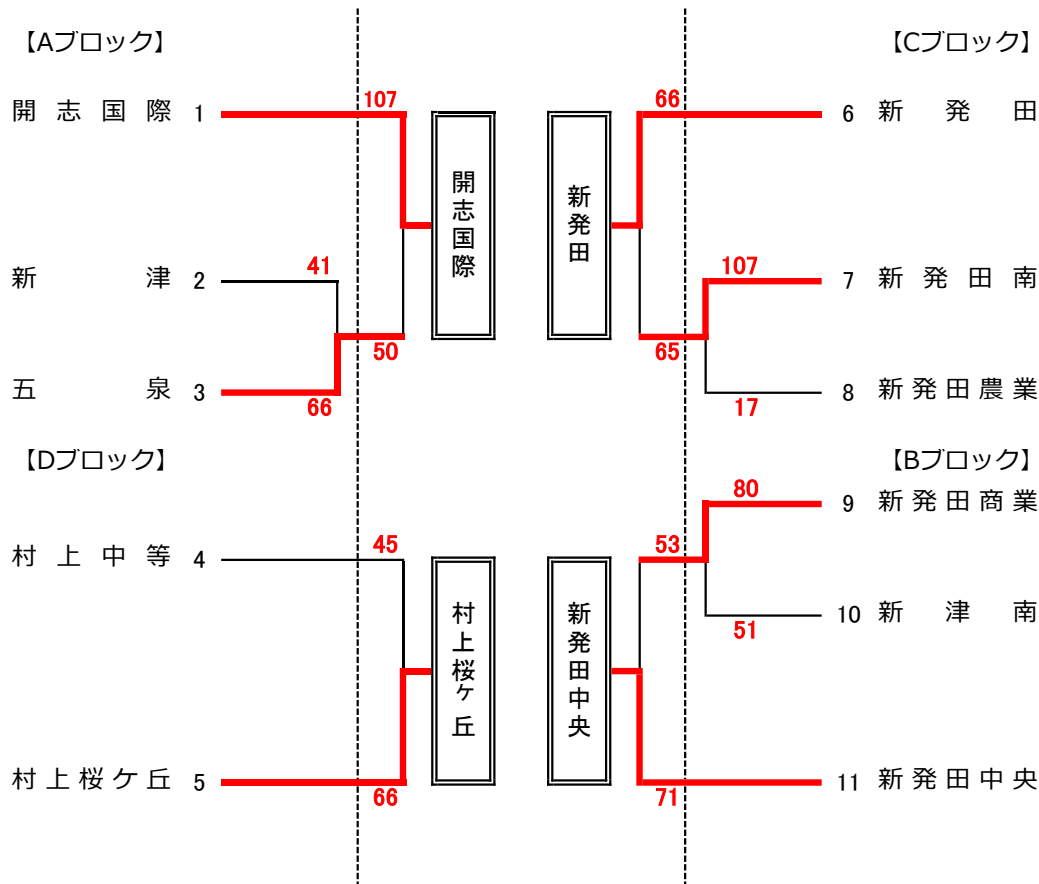 【Aブロック】
開志国際 1
107
新津 2
41
50
五泉 3
66
開志国際
【Cブロック】
66
6 新発田
107
7 新発田南
65
17
8 新発田農業
新発田
【Dブロック】
村上中等 4
45
村上桜ケ丘 5
66
村上桜ヶ丘
【Bブロック】
80
9 新発田商業
53
51
10 新津南
71
11 新発田中央
新発田中央